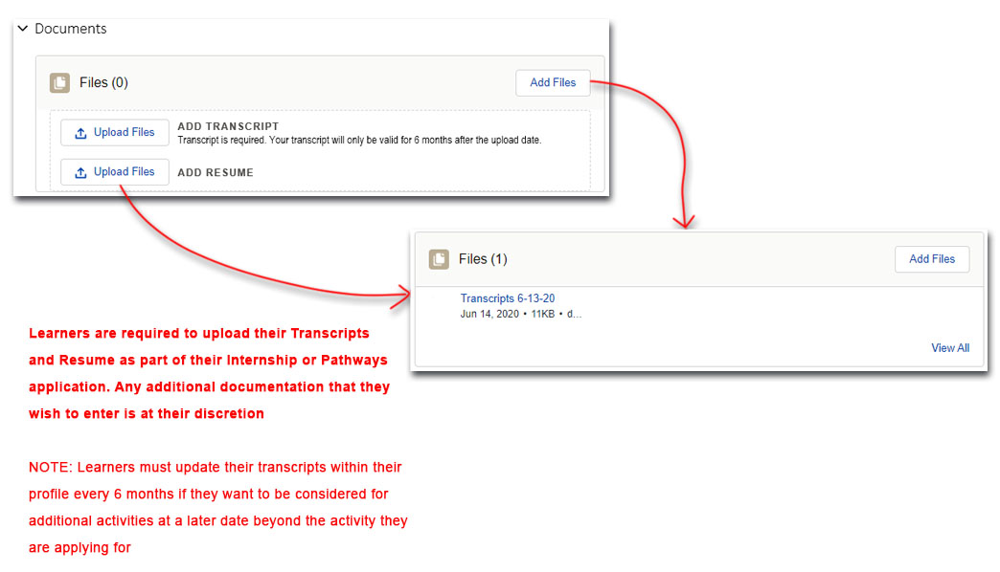 Documents
Files (0)
Add Files
Upload Files
ADD TRANSCRIPT
Transcript is required. Your transcript will only be valid for 6 months after the upload date.
Upload Files
ADD RESUME
Files (1)
Add Files
Transcripts 6-13-20
Jun 14, 2020 • 11KB • d...
View All
Learners are required to upload their Transcripts
and Resume as part of their Internship or Pathways
application. Any additional documentation that they
wish to enter is at their discretion
NOTE: Learners must update their transcripts within their
profile every 6 months if they want to be considered for
additional activities at a later date beyond the activity they
are applying for